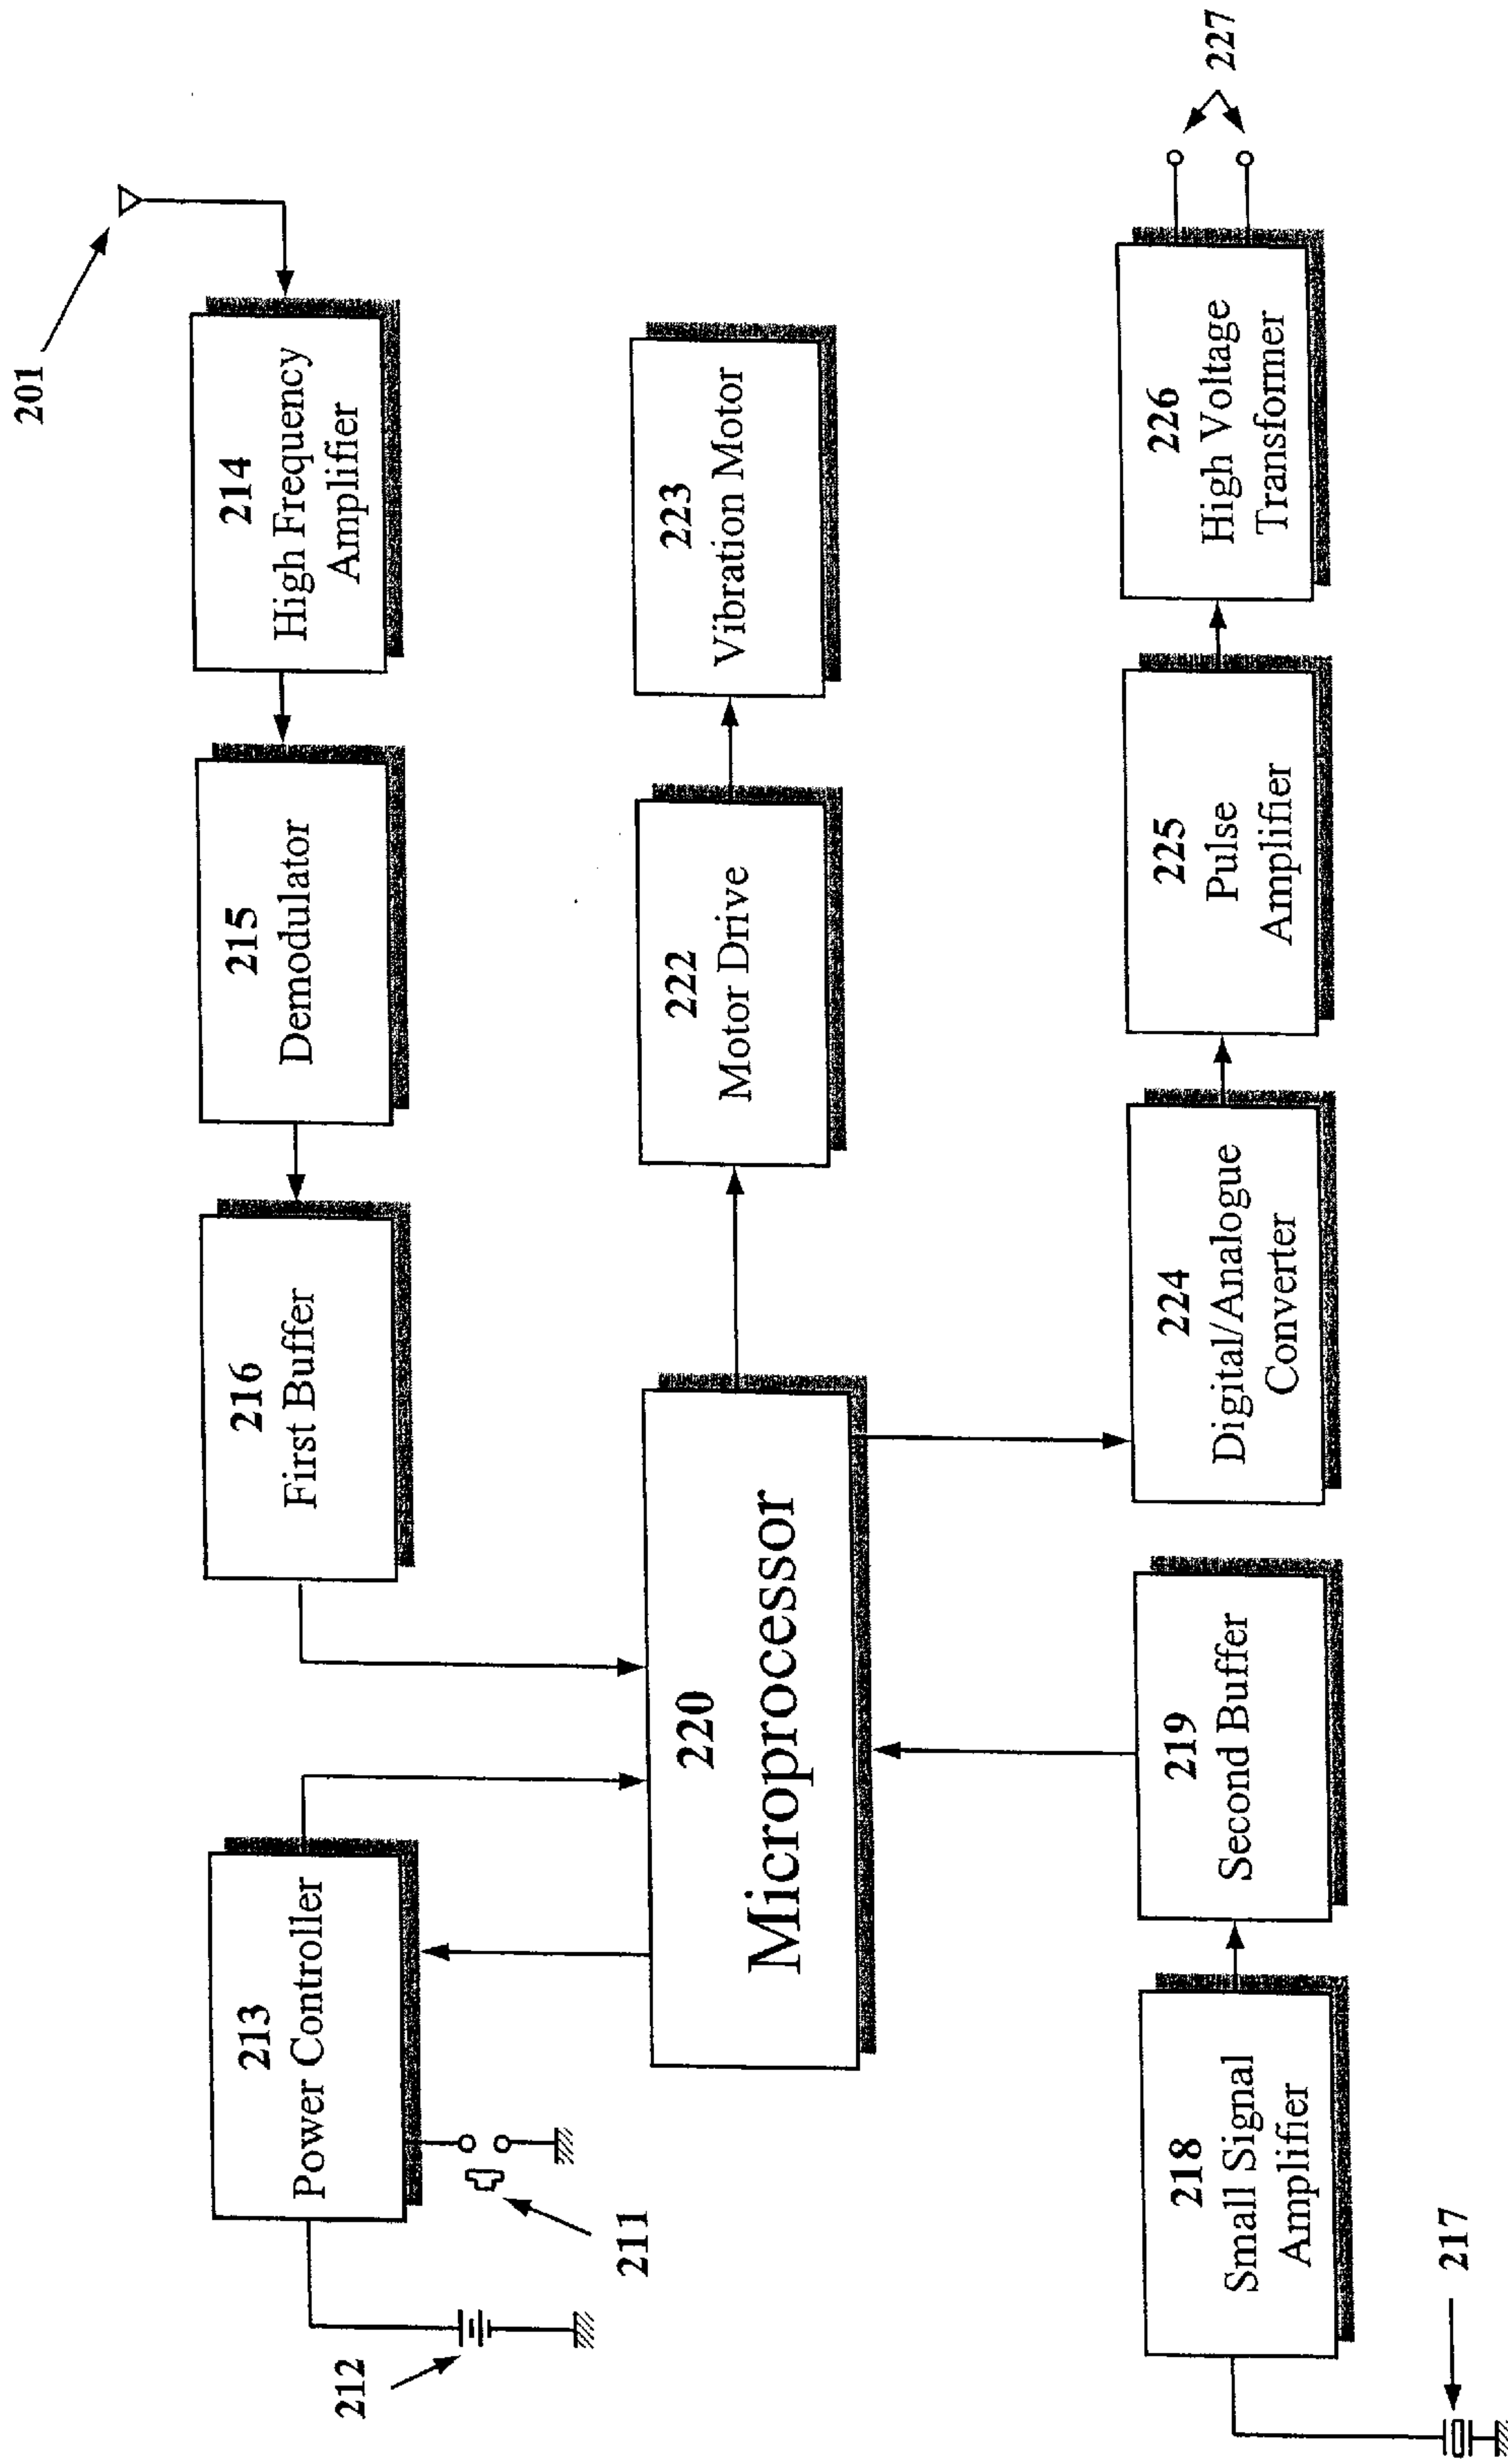 201
214
High Frequency
Amplifier
215
Demodulator
216
First Buffer
213
Power Controller
212
211
220
Microprocessor
222
Motor Drive
223
Vibration Motor
217
218
Small Signal
Amplifier
219
Second Buffer
224
Digital/Analogue
Converter
225
Pulse
Amplifier
226
High Voltage
Transformer
227